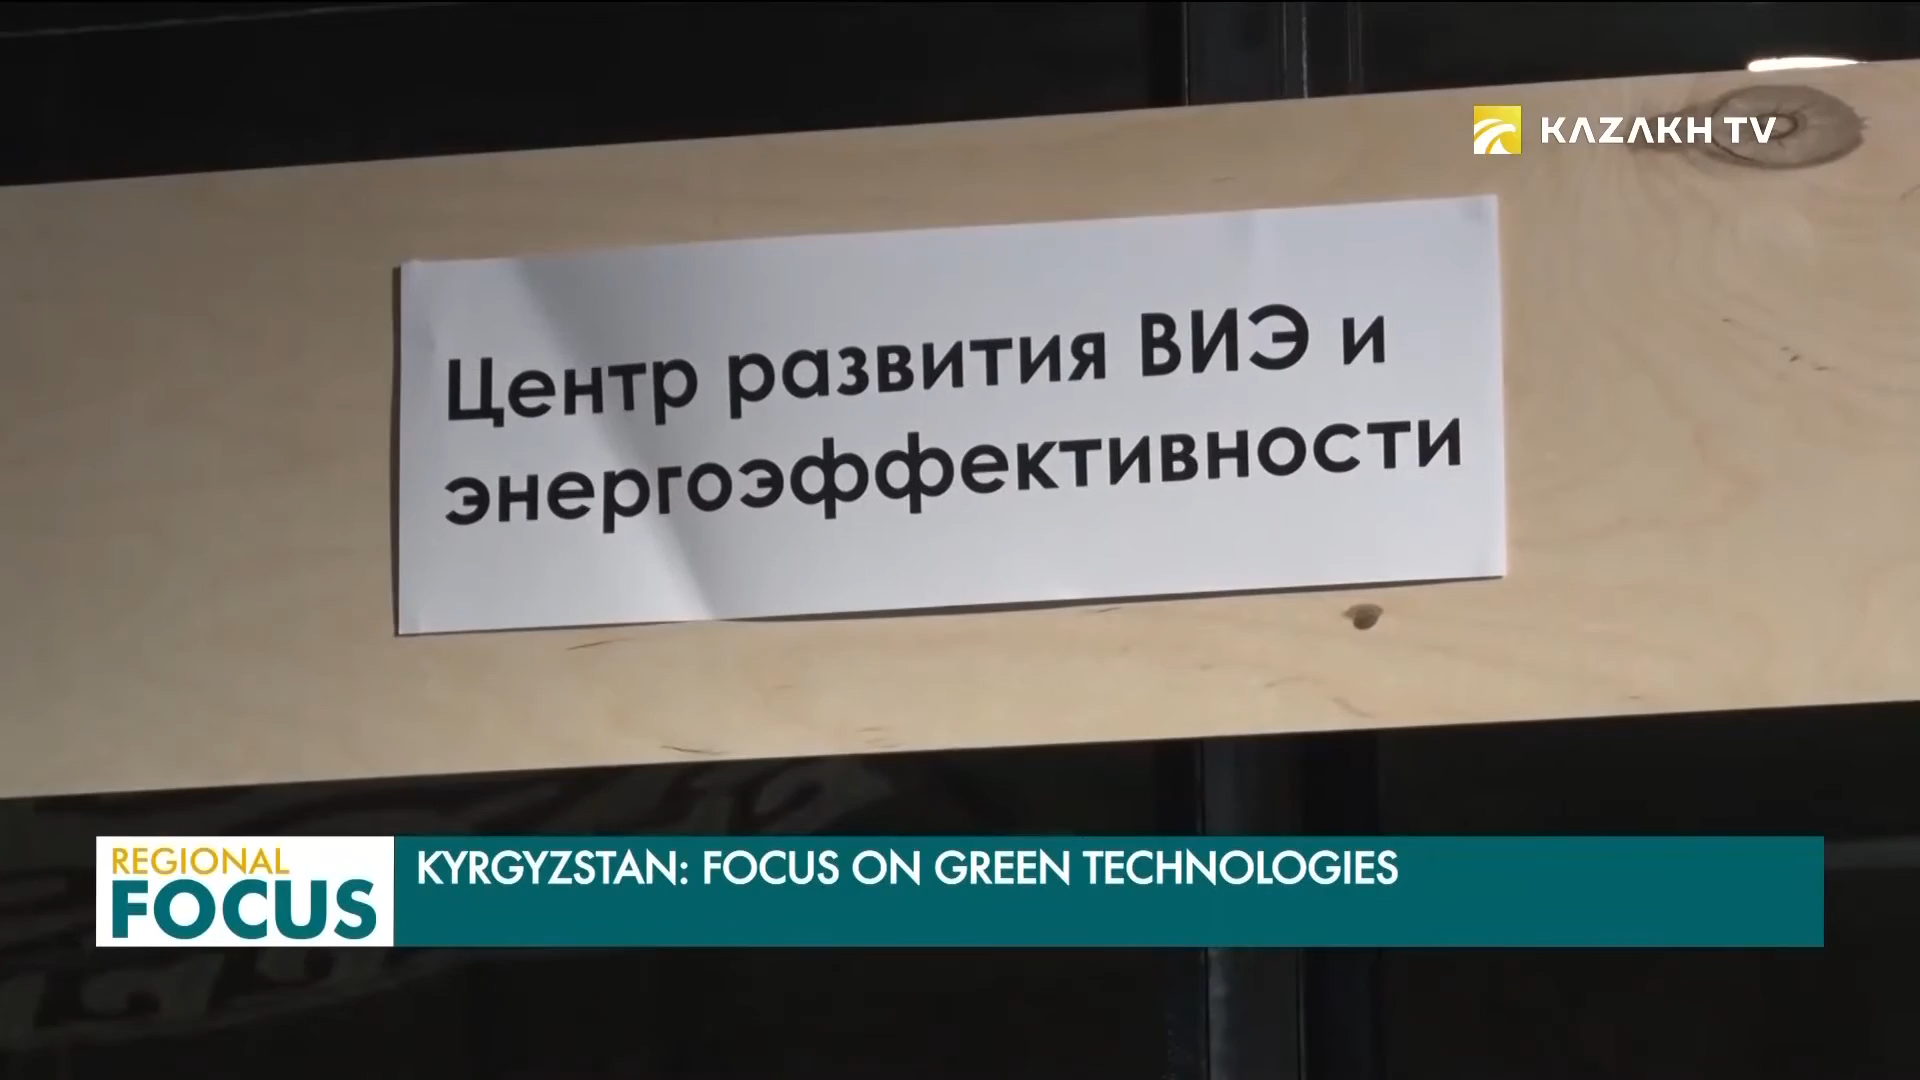 KAZAKH TV
Центр развития ВИЭ и
энергоэффективности
REGIONAL
FOCUS
KYRGYZSTAN: FOCUS ON GREEN TECHNOLOGIES